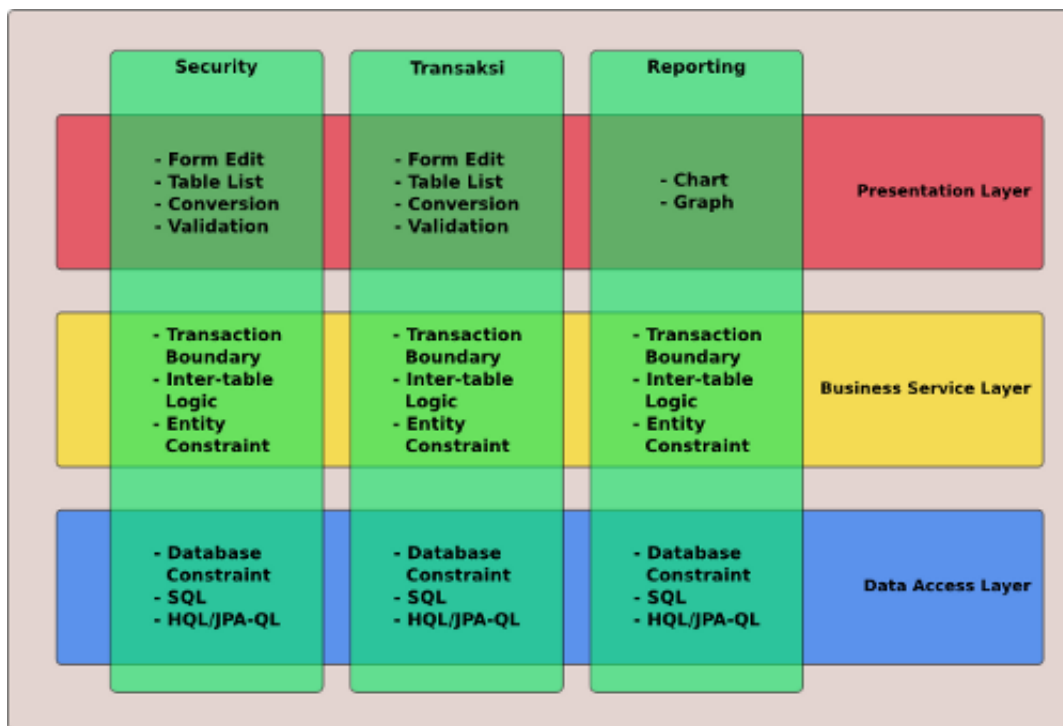 Security
Transaksi
Reporting
- Form Edit
- Table List
- Conversion
- Validation
- Form Edit
- Table List
- Conversion
- Validation
- Chart
- Graph
Presentation Layer
- Transaction
Boundary
- Inter-table
Logic
- Entity
Constraint
- Transaction
Boundary
- Inter-table
Logic
- Entity
Constraint
- Transaction
Boundary
- Inter-table
Logic
- Entity
Constraint
Business Service Layer
- Database
Constraint
- SQL
- HQL/JPA-QL
- Database
Constraint
- SQL
- HQL/JPA-QL
- Database
Constraint
- SQL
- HQL/JPA-QL
Data Access Layer